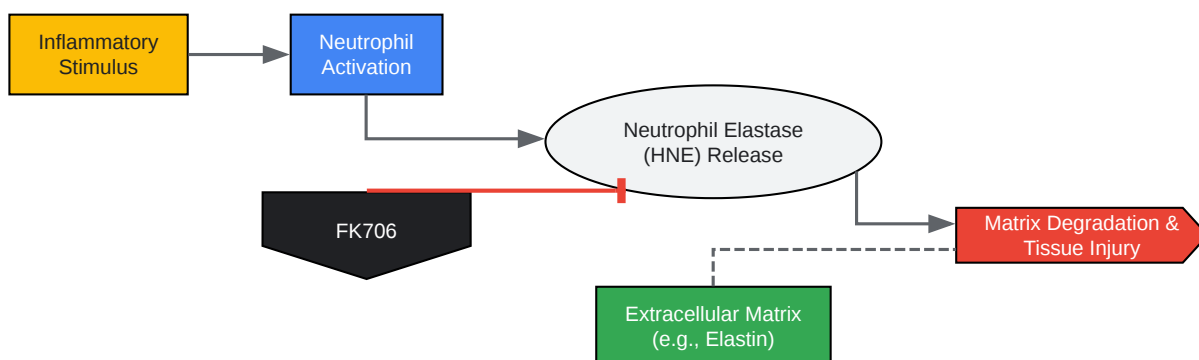 Inflammatory
Stimulus
Neutrophil
Activation
Neutrophil Elastase
(HNE) Release
FK706
Matrix Degradation &
Tissue Injury
Extracellular Matrix
(e.g., Elastin)